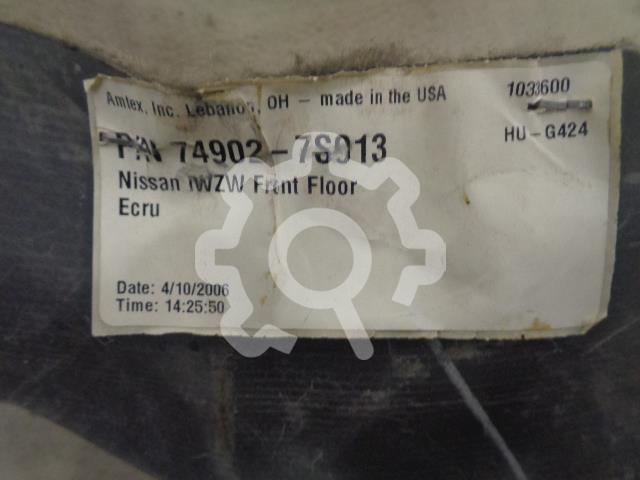 Amtex, Inc. Lebanon, OH – made in the USA
P/N 74902-7S013
Nissan WZW Front Floor
Ecru
Date: 4/10/2006
Time: 14:25:50
HU-G424